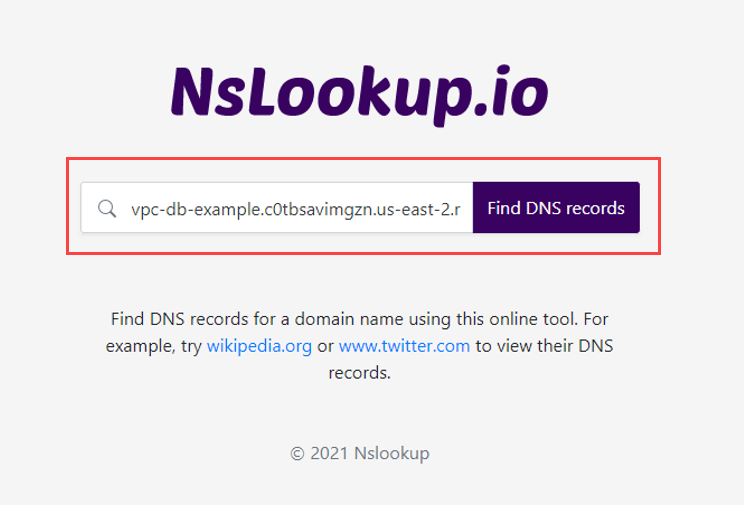 NsLookup.io
vpc-db-example.c0tbsavimgzn.us-east-2.r
Find DNS records
Find DNS records for a domain name using this online tool. For
example, try wikipedia.org or www.twitter.com to view their DNS
records.
© 2021 Nslookup